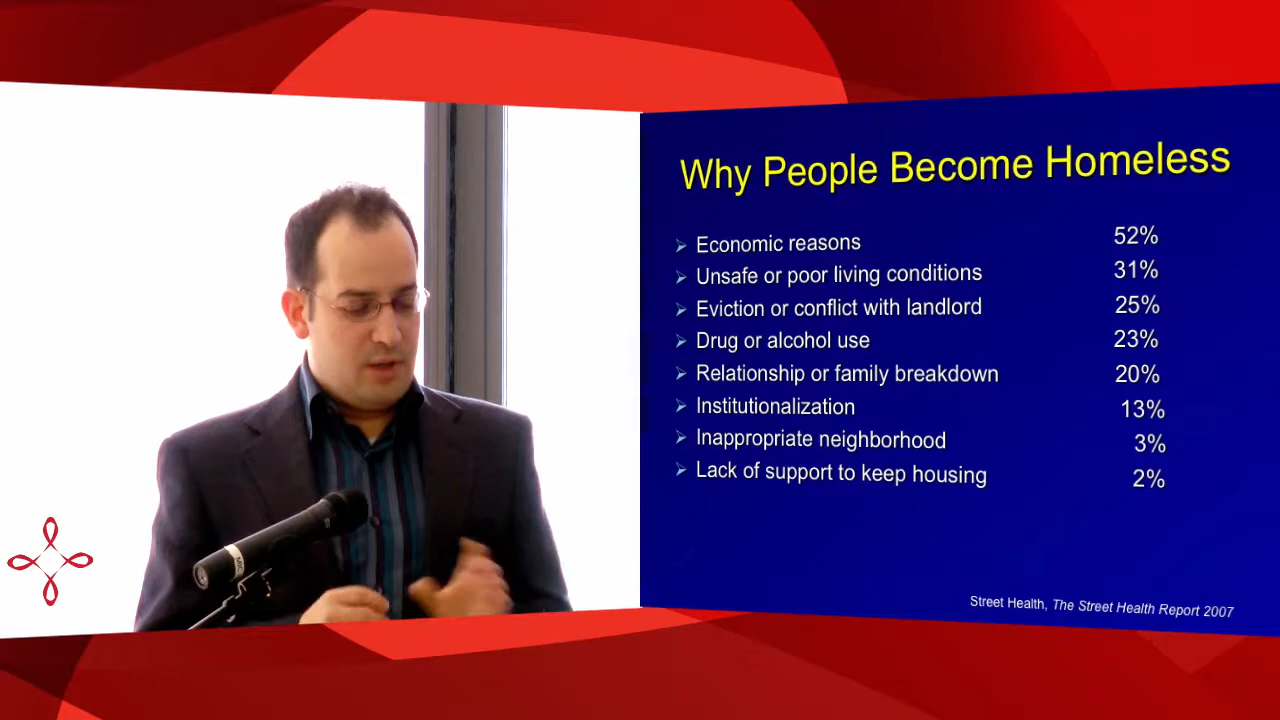 Why People Become Homeless
Economic reasons 52%
Unsafe or poor living conditions 31%
Eviction or conflict with landlord 25%
Drug or alcohol use 23%
Relationship or family breakdown 20%
Institutionalization 13%
Inappropriate neighborhood 3%
Lack of support to keep housing 2%
Street Health, The Street Health Report 2007
MIC